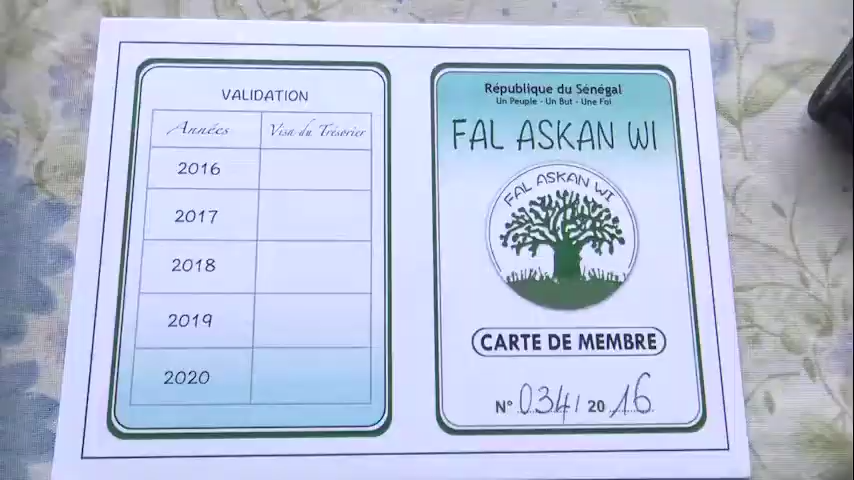 VALIDATION
Années Visa du Trésorier
2016
2017
2018
2019
2020
République du Sénégal
Un Peuple - Un But - Une Foi
FAL ASKAN WI
FAL ASKAN WI
CARTE DE MEMBRE
N° 0341 2016